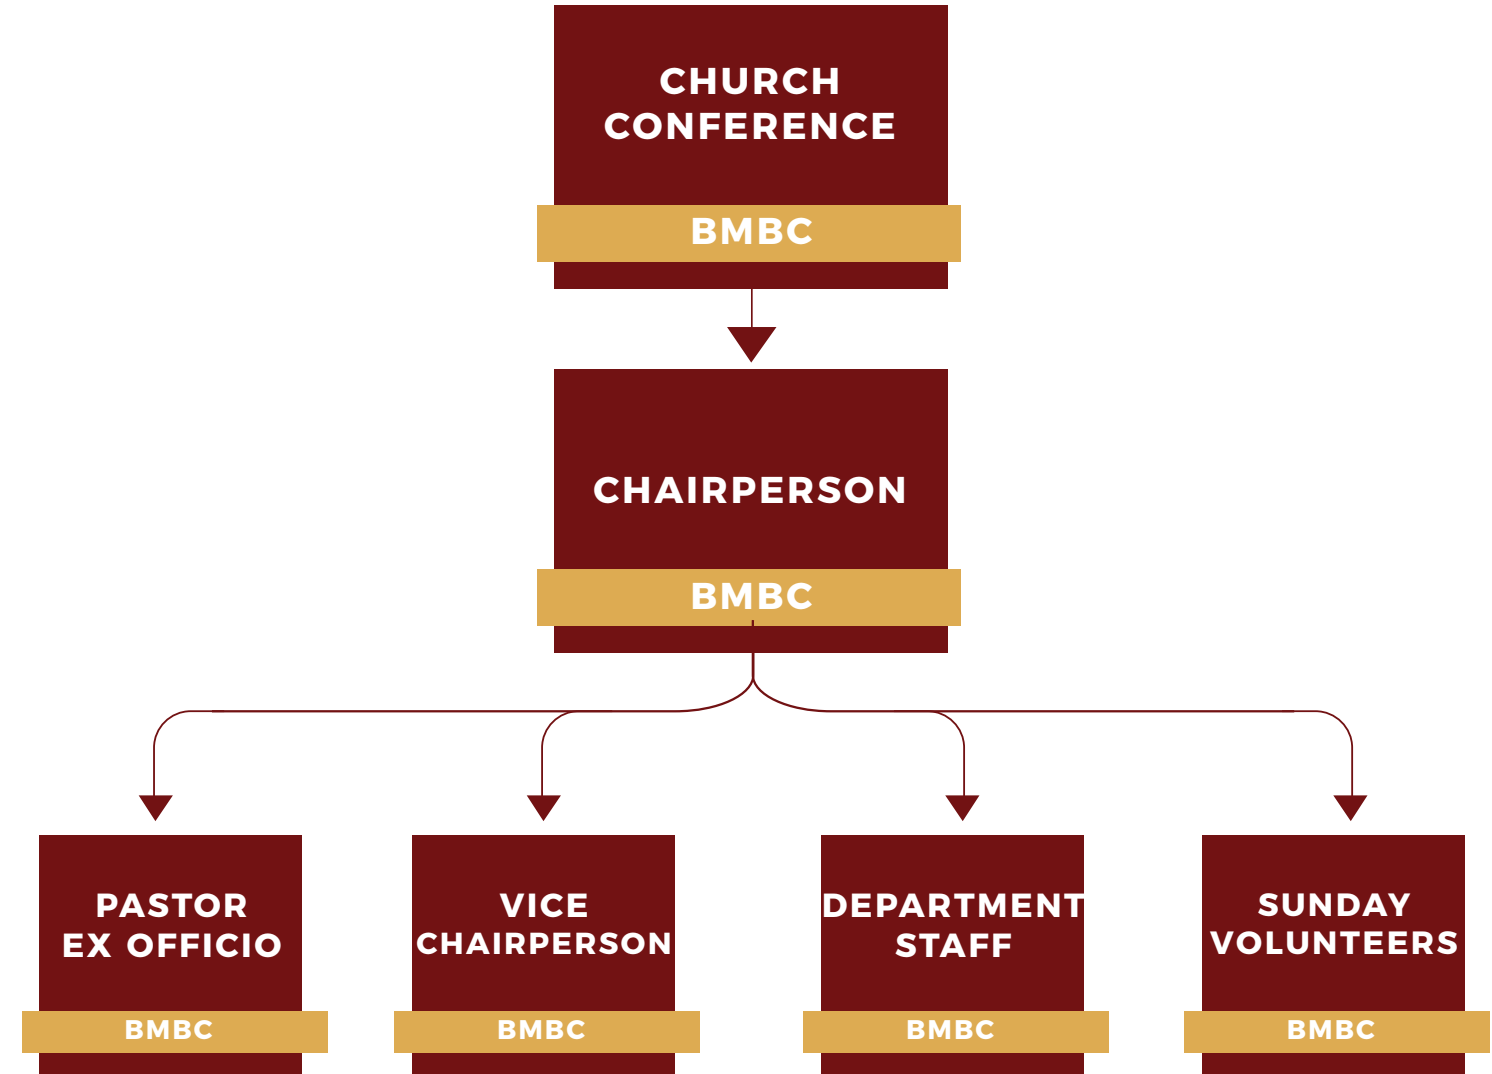 CHURCH
CONFERENCE
BMBC
CHAIRPERSON
BMBC
PASTOR
EX OFFICIO
BMBC
VICE
CHAIRPERSON
BMBC
DEPARTMENT
STAFF
BMBC
SUNDAY
VOLUNTEERS
BMBC